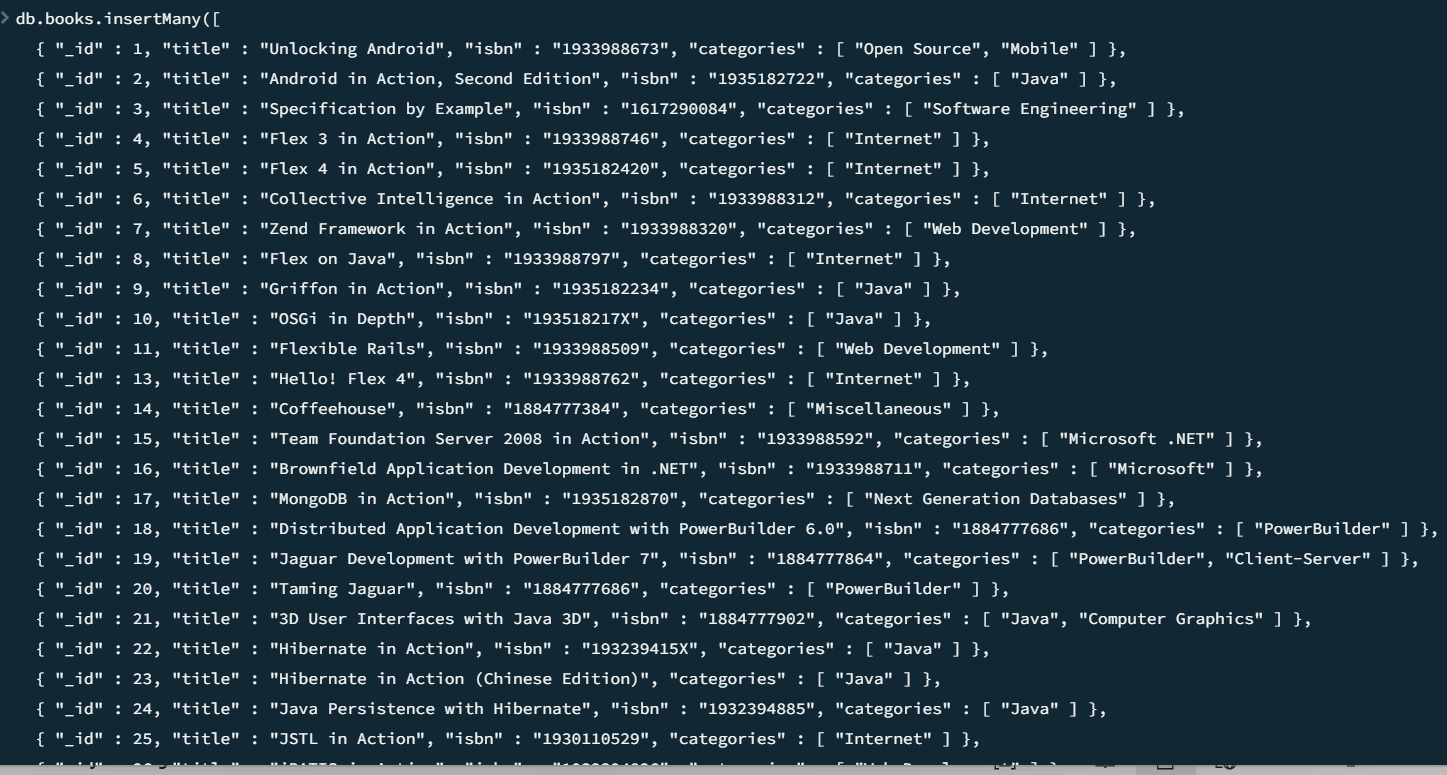 db.books.insertMany([
{ "_id" : 1, "title" : "Unlocking Android", "isbn" : "1933988673", "categories" : [ "Open Source", "Mobile" ] },
{ "_id" : 2, "title" : "Android in Action, Second Edition", "isbn" : "1935182722", "categories" : [ "Java" ] },
{ "_id" : 3, "title" : "Specification by Example", "isbn" : "1617290084", "categories" : [ "Software Engineering" ] },
{ "_id" : 4, "title" : "Flex 3 in Action", "isbn" : "1933988746", "categories" : [ "Internet" ] },
{ "_id" : 5, "title" : "Flex 4 in Action", "isbn" : "1935182420", "categories" : [ "Internet" ] },
{ "_id" : 6, "title" : "Collective Intelligence in Action", "isbn" : "1933988312", "categories" : [ "Internet" ] },
{ "_id" : 7, "title" : "Zend Framework in Action", "isbn" : "1933988320", "categories" : [ "Web Development" ] },
{ "_id" : 8, "title" : "Flex on Java", "isbn" : "1933988797", "categories" : [ "Internet" ] },
{ "_id" : 9, "title" : "Griffon in Action", "isbn" : "1935182234", "categories" : [ "Java" ] },
{ "_id" : 10, "title" : "OSGi in Depth", "isbn" : "193518217X", "categories" : [ "Java" ] },
{ "_id" : 11, "title" : "Flexible Rails", "isbn" : "1933988509", "categories" : [ "Web Development" ] },
{ "_id" : 13, "title" : "Hello! Flex 4", "isbn" : "1933988762", "categories" : [ "Internet" ] },
{ "_id" : 14, "title" : "Coffeehouse", "isbn" : "1884777384", "categories" : [ "Miscellaneous" ] },
{ "_id" : 15, "title" : "Team Foundation Server 2008 in Action", "isbn" : "1933988592", "categories" : [ "Microsoft .NET" ] },
{ "_id" : 16, "title" : "Brownfield Application Development in .NET", "isbn" : "1933988711", "categories" : [ "Microsoft" ] },
{ "_id" : 17, "title" : "MongoDB in Action", "isbn" : "1935182870", "categories" : [ "Next Generation Databases" ] },
{ "_id" : 18, "title" : "Distributed Application Development with PowerBuilder 6.0", "isbn" : "1884777686", "categories" : [ "PowerBuilder" ] },
{ "_id" : 19, "title" : "Jaguar Development with PowerBuilder 7", "isbn" : "1884777864", "categories" : [ "PowerBuilder", "Client-Server" ] },
{ "_id" : 20, "title" : "Taming Jaguar", "isbn" : "1884777686", "categories" : [ "PowerBuilder" ] },
{ "_id" : 21, "title" : "3D User Interfaces with Java 3D", "isbn" : "1884777902", "categories" : [ "Java", "Computer Graphics" ] },
{ "_id" : 22, "title" : "Hibernate in Action", "isbn" : "193239415X", "categories" : [ "Java" ] },
{ "_id" : 23, "title" : "Hibernate in Action (Chinese Edition)", "categories" : [ "Java" ] },
{ "_id" : 24, "title" : "Java Persistence with Hibernate", "isbn" : "1932394885", "categories" : [ "Java" ] },
{ "_id" : 25, "title" : "JSTL in Action", "isbn" : "1930110529", "categories" : [ "Internet" ] },